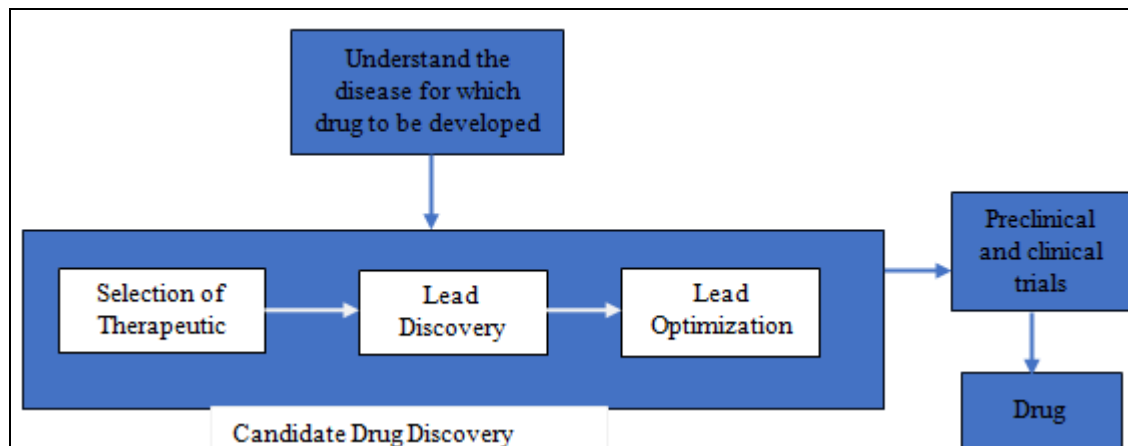 Understand the
disease for which
drug to be developed
Selection of
Therapeutic
Lead
Discovery
Lead
Optimization
Candidate Drug Discovery
Preclinical
and clinical
trials
Drug